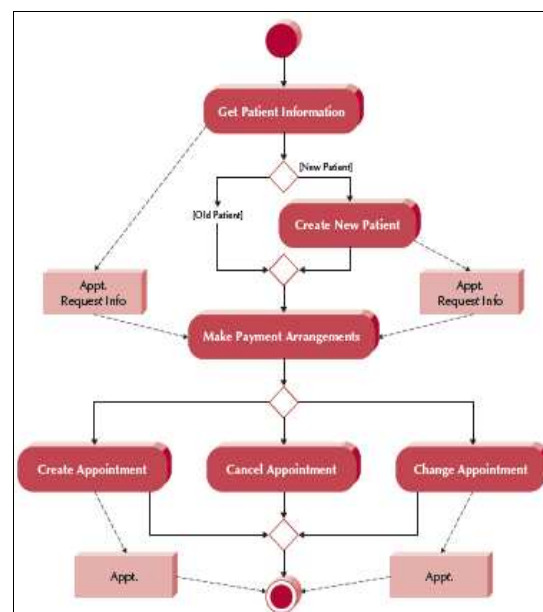 Get Patient Information
[New Patient]
[Old Patient]
Create New Patient
Appt.
Request Info
Appt.
Request Info
Make Payment Arrangements
Create Appointment
Cancel Appointment
Change Appointment
Appt.
Appt.